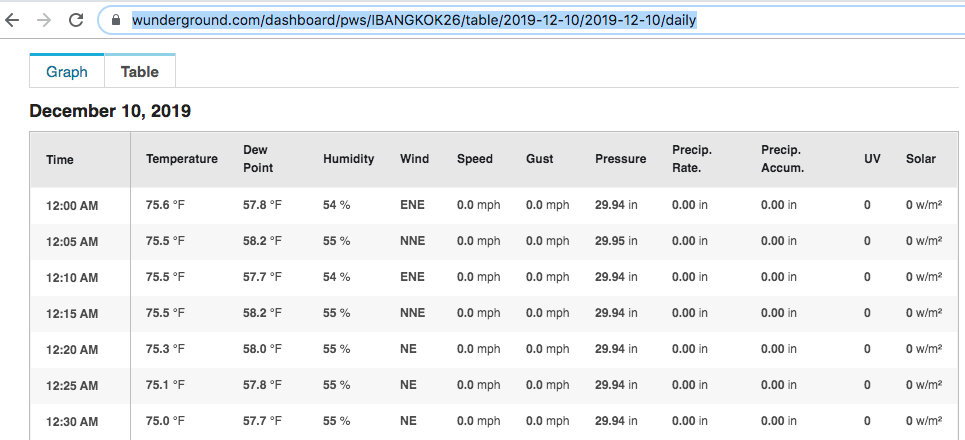 wunderground.com/dashboard/pws/IBANGKOK26/table/2019-12-10/2019-12-10/daily
Graph Table
December 10, 2019
Time Temperature Dew Point Humidity Wind Speed Gust Pressure Precip. Rate. Precip. Accum. UV Solar
12:00 AM 75.6 °F 57.8 °F 54 % ENE 0.0 mph 0.0 mph 29.94 in 0.00 in 0.00 in 0 0 w/m²
12:05 AM 75.5 °F 58.2 °F 55 % NNE 0.0 mph 0.0 mph 29.95 in 0.00 in 0.00 in 0 0 w/m²
12:10 AM 75.5 °F 57.7 °F 54 % ENE 0.0 mph 0.0 mph 29.94 in 0.00 in 0.00 in 0 0 w/m²
12:15 AM 75.5 °F 58.2 °F 55 % NNE 0.0 mph 0.0 mph 29.94 in 0.00 in 0.00 in 0 0 w/m²
12:20 AM 75.3 °F 58.0 °F 55 % NE 0.0 mph 0.0 mph 29.94 in 0.00 in 0.00 in 0 0 w/m²
12:25 AM 75.1 °F 57.8 °F 55 % NE 0.0 mph 0.0 mph 29.94 in 0.00 in 0.00 in 0 0 w/m²
12:30 AM 75.0 °F 57.7 °F 55 % NE 0.0 mph 0.0 mph 29.94 in 0.00 in 0.00 in 0 0 w/m²